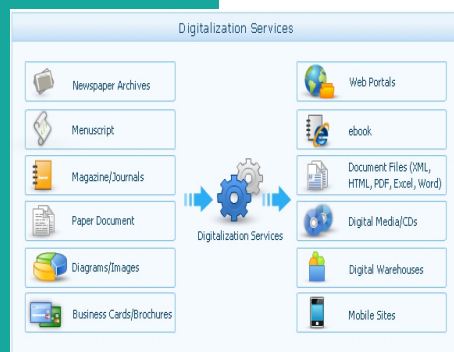 Digitalization Services
Newspaper Archives
Menuscript
Magazine/Journals
Paper Document
Diagrams/Images
Business Cards/Brochures
Digitalization Services
Web Portals
ebook
Document Files (XML,
HTML, PDF, Excel, Word)
Digital Media/CDs
Digital Warehouses
Mobile Sites